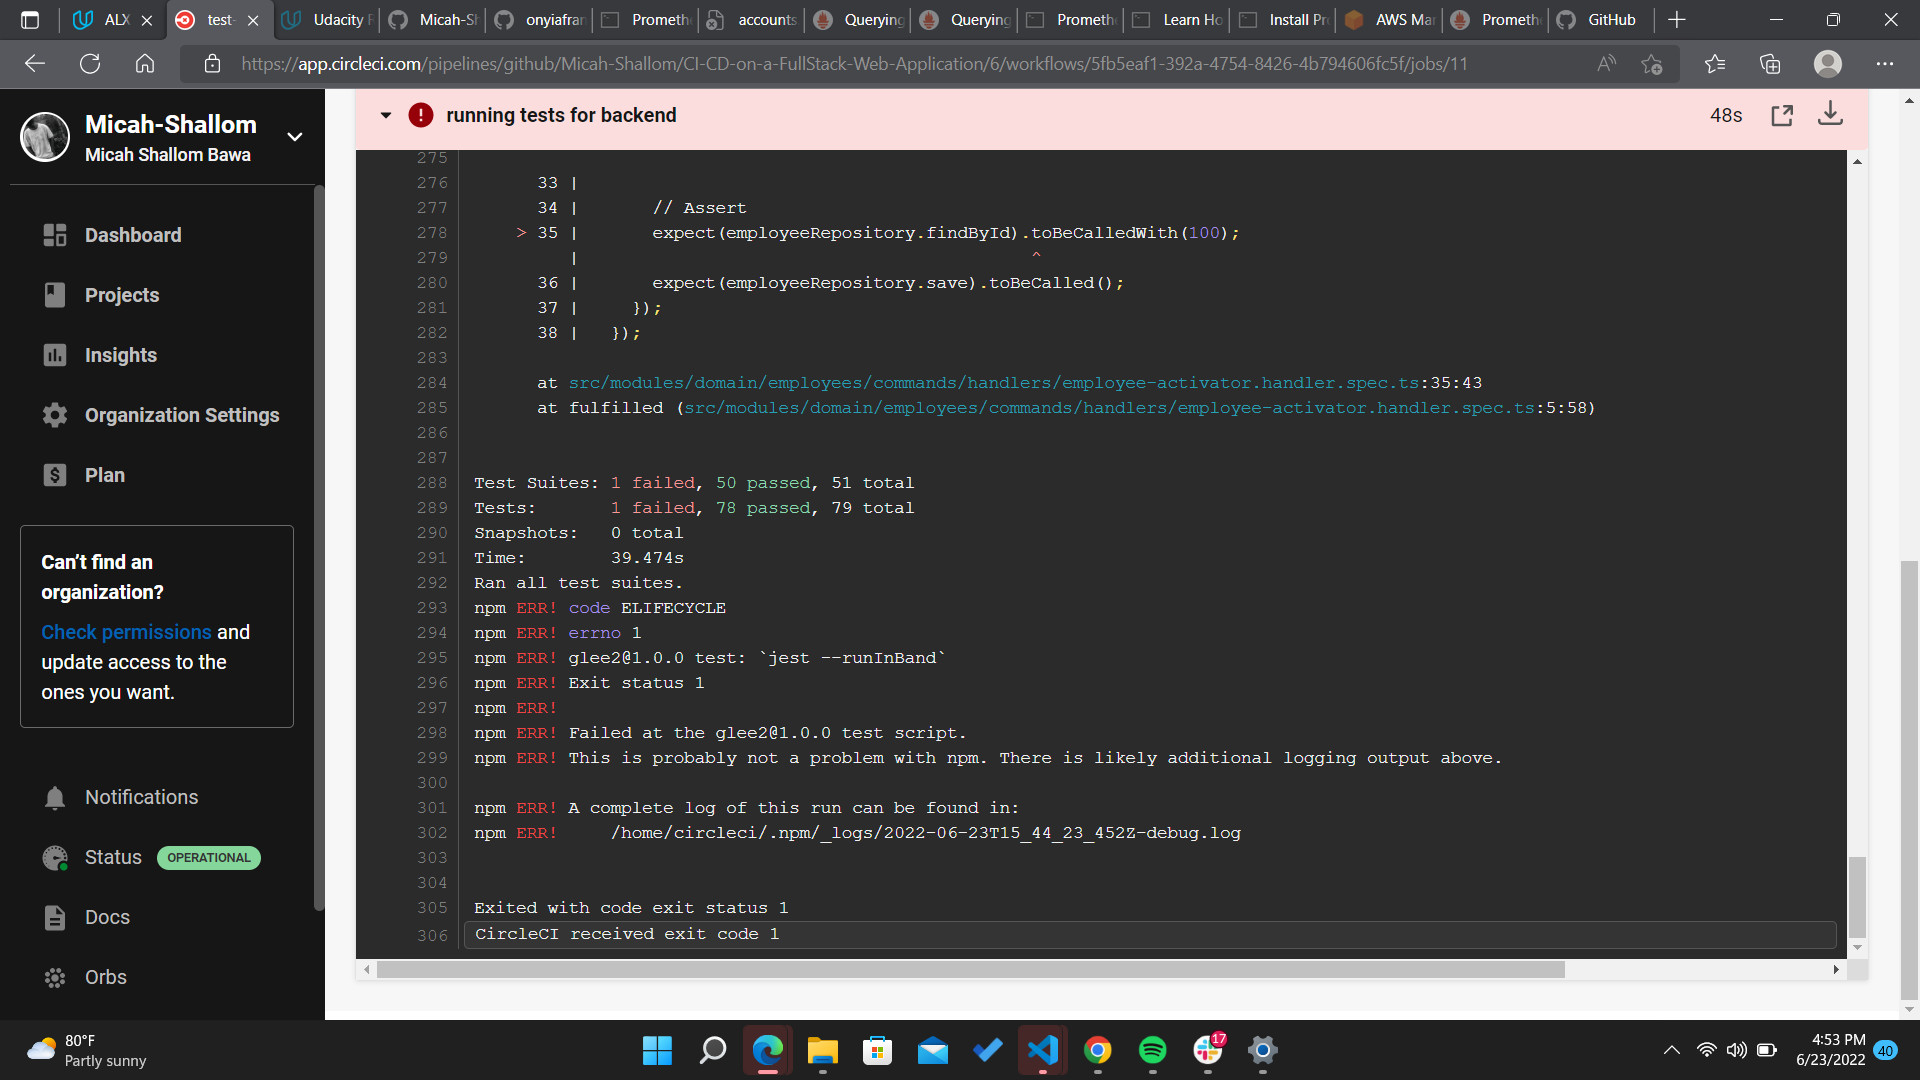 ALX
test-
Udacity
Micah-Sh
onyiafran
Prometh
accounts
Querying
Querying
Prometh
Learn Ho
Install Pr
AWS Mar
Prometh
GitHub
https://app.circleci.com/pipelines/github/Micah-Shallom/CI-CD-on-a-FullStack-Web-Application/6/workflows/5fb5eaf1-392a-4754-8426-4b794606fc5f/jobs/11
Micah-Shallom
Micah Shallom Bawa
Dashboard
Projects
Insights
Organization Settings
Plan
Can't find an
organization?
Check permissions and
update access to the
ones you want.
Notifications
Status OPERATIONAL
Docs
Orbs
running tests for backend 48s
275
276 33 |
277 34 | // Assert
278 > 35 | expect(employeeRepository.findById).toBeCalledWith(100);
279 | ^
280 36 | expect(employeeRepository.save).toBeCalled();
281 37 | });
282 38 | });
283
284 at src/modules/domain/employees/commands/handlers/employee-activator.handler.spec.ts:35:43
285 at fulfilled (src/modules/domain/employees/commands/handlers/employee-activator.handler.spec.ts:5:58)
286
287
288 Test Suites: 1 failed, 50 passed, 51 total
289 Tests: 1 failed, 78 passed, 79 total
290 Snapshots: 0 total
291 Time: 39.474s
292 Ran all test suites.
293 npm ERR! code ELIFECYCLE
294 npm ERR! errno 1
295 npm ERR! glee2@1.0.0 test: `jest --runInBand`
296 npm ERR! Exit status 1
297 npm ERR!
298 npm ERR! Failed at the glee2@1.0.0 test script.
299 npm ERR! This is probably not a problem with npm. There is likely additional logging output above.
300
301 npm ERR! A complete log of this run can be found in:
302 npm ERR! /home/circleci/.npm/_logs/2022-06-23T15_44_23_452Z-debug.log
303
304
305 Exited with code exit status 1
306 CircleCI received exit code 1
80°F
Partly sunny
17
4:53 PM
6/23/2022
40